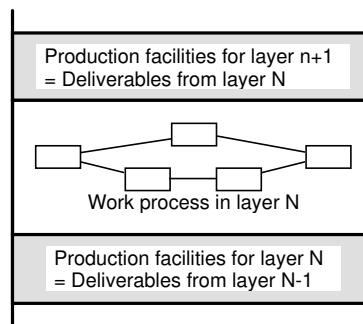 Production facilities for layer n+1
= Deliverables from layer N
Work process in layer N
Production facilities for layer N
= Deliverables from layer N-1